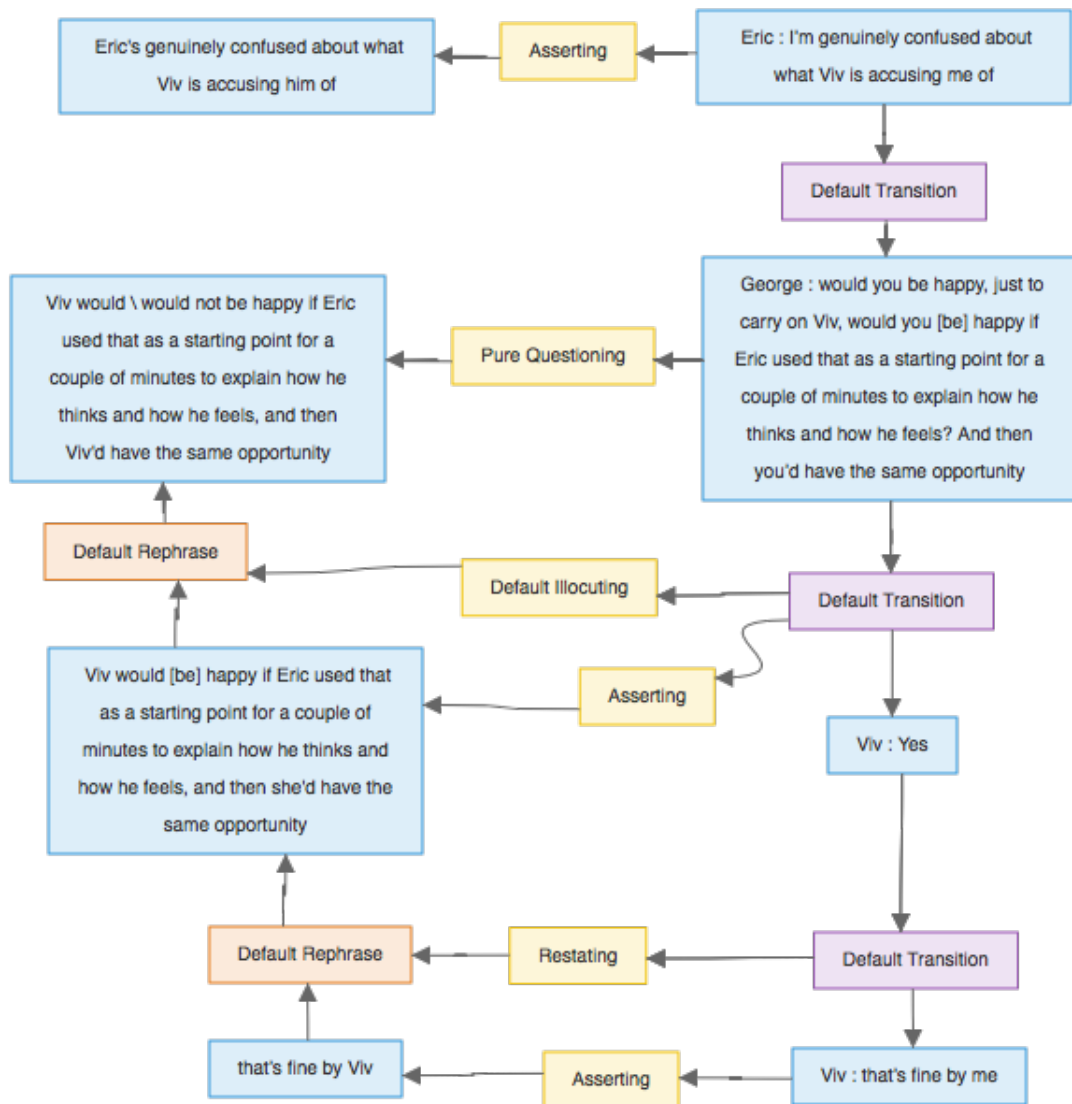 Eric's genuinely confused about what
Viv is accusing him of
Asserting
Eric : I'm genuinely confused about
what Viv is accusing me of
Default Transition
Viv would \ would not be happy if Eric
used that as a starting point for a
couple of minutes to explain how he
thinks and how he feels, and then
Viv'd have the same opportunity
Pure Questioning
George : would you be happy, just to
carry on Viv, would you [be] happy if
Eric used that as a starting point for a
couple of minutes to explain how he
thinks and how he feels? And then
you'd have the same opportunity
Default Rephrase
Default Illocuting
Default Transition
Viv would [be] happy if Eric used that
as a starting point for a couple of
minutes to explain how he thinks and
how he feels, and then she'd have the
same opportunity
Asserting
Viv : Yes
Default Rephrase
Restating
Default Transition
that's fine by Viv
Asserting
Viv : that's fine by me